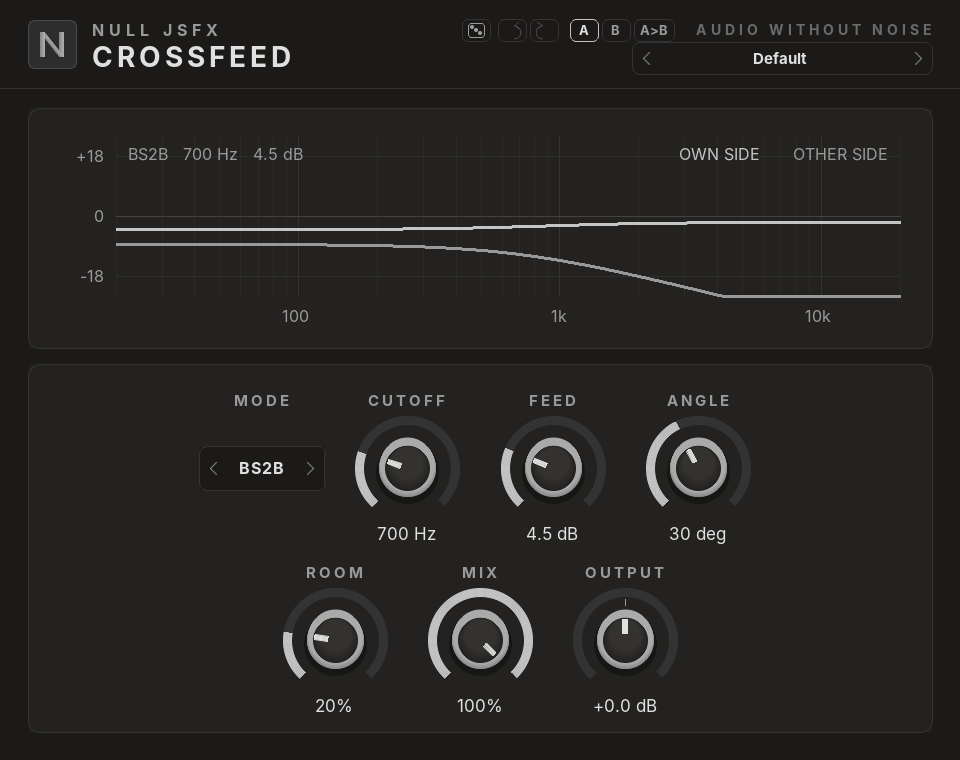 N
NULL JSFX
CROSSFEED
A B A>B
AUDIO WITHOUT NOISE
Default
+18
BS2B 700 Hz 4.5 dB
OWN SIDE OTHER SIDE
0
-18
100 1k 10k
MODE CUTOFF FEED ANGLE
BS2B
700 Hz 4.5 dB 30 deg
ROOM MIX OUTPUT
20% 100% +0.0 dB